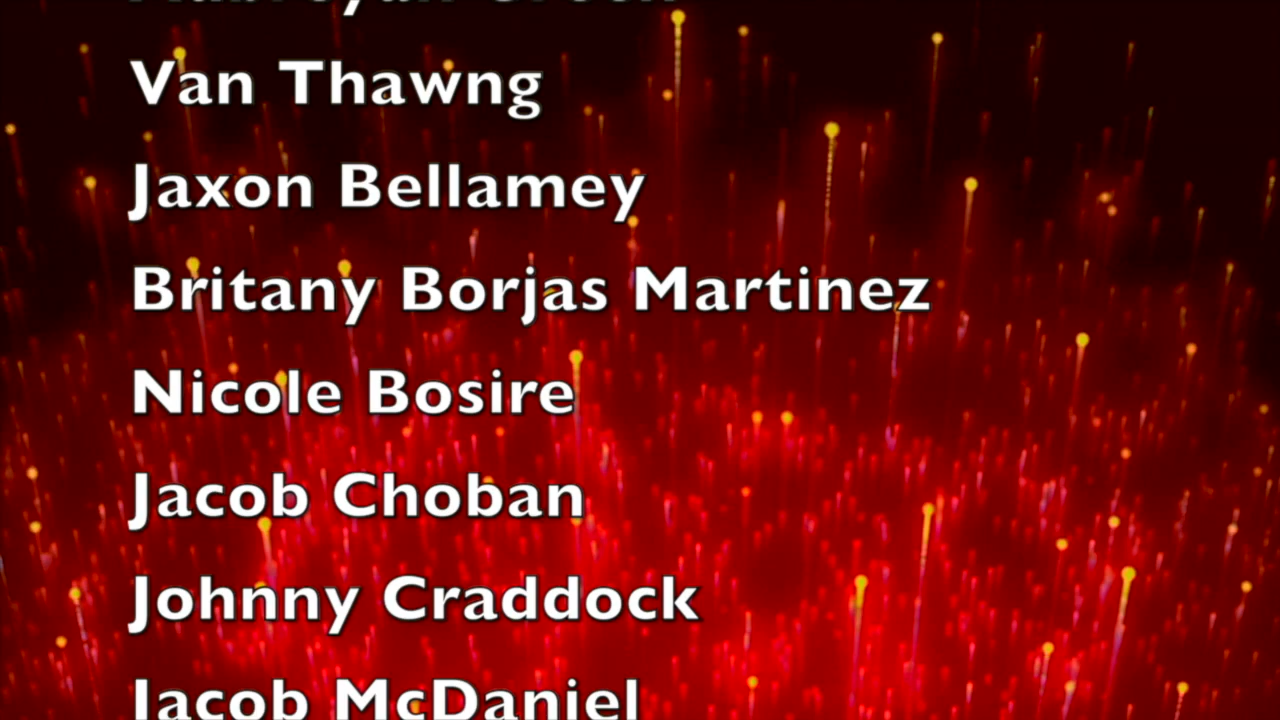 Van Thawng
Jaxon Bellamey
Britany Borjas Martinez
Nicole Bosire
Jacob Choban
Johnny Craddock
Jacob McDaniel